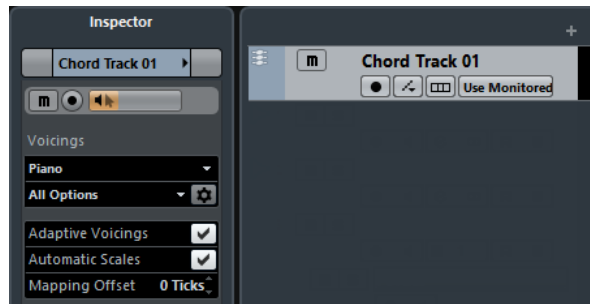 Inspector
Chord Track 01
m
Voicings
Piano
All Options
Adaptive Voicings
Automatic Scales
Mapping Offset 0 Ticks
+
m Chord Track 01
Use Monitored